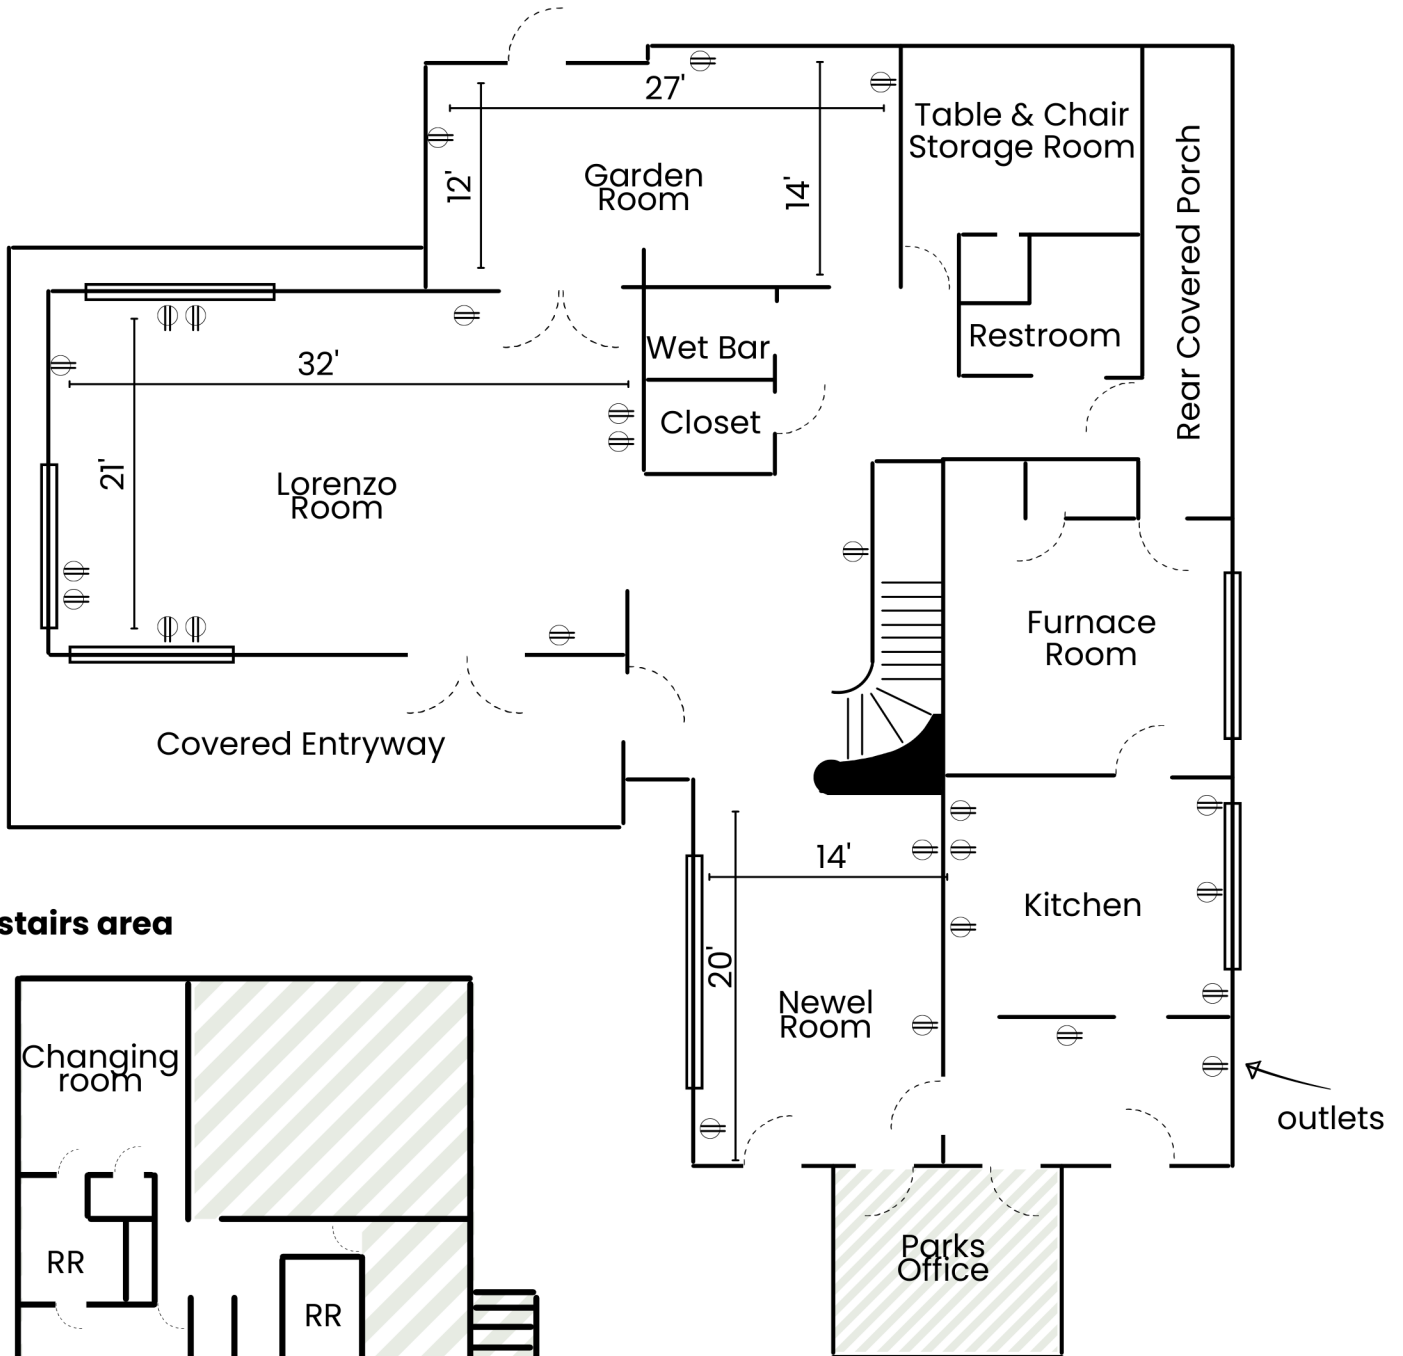 27'
12'
14'
Garden
Room
Table & Chair
Storage Room
Rear Covered Porch
Restroom
Wet Bar
Closet
32'
21'
Lorenzo
Room
Furnace
Room
Covered Entryway
14'
20'
Newel
Room
Kitchen
outlets
Parks
Office
stairs area
Changing
room
RR
RR